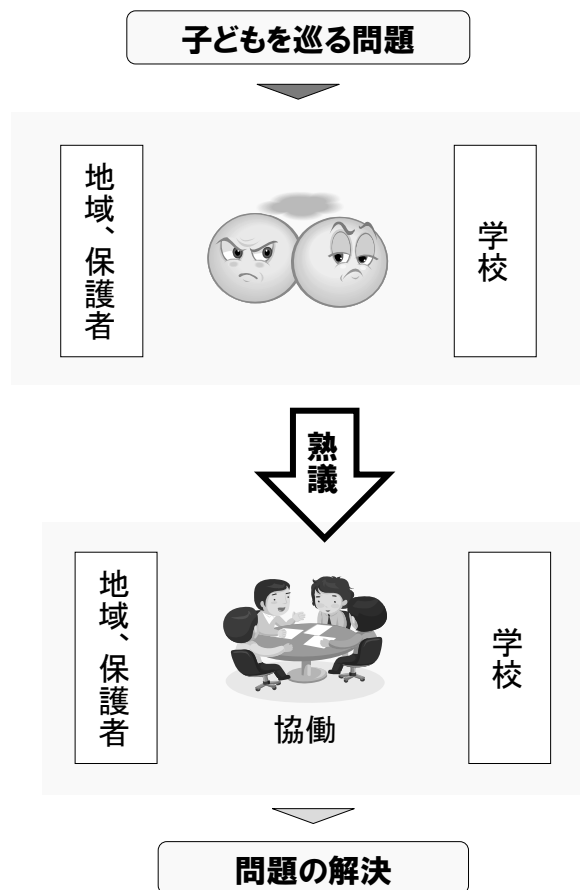 子どもを巡る問題
地域、保護者
学校
熟議
地域、保護者
協働
学校
問題の解決